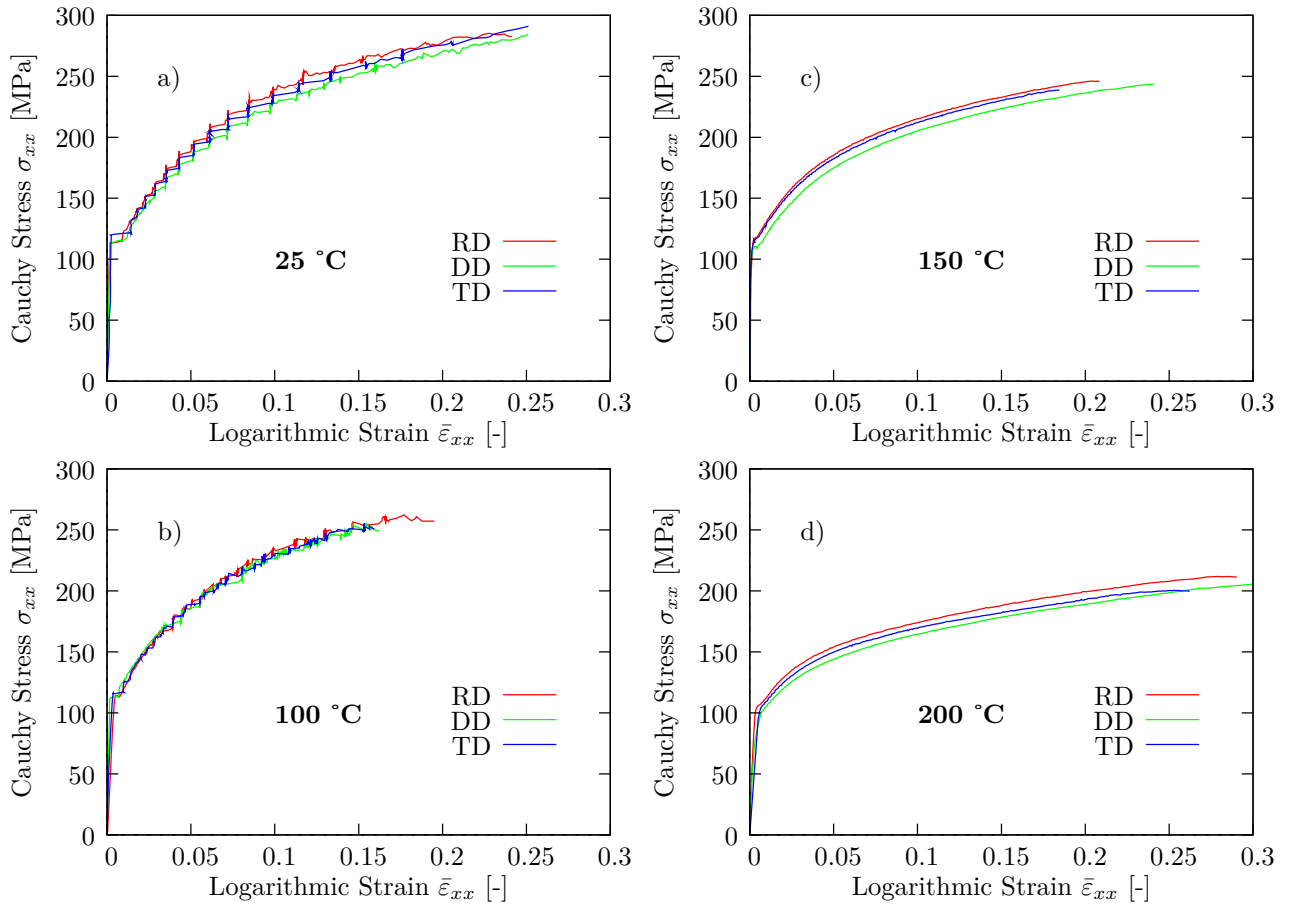 a)
25 ˚C
RD
DD
TD
Cauchy Stress σxx [MPa]
300
250
200
150
100
50
0
0 0.05 0.1 0.15 0.2 0.25 0.3
Logarithmic Strain ε̄xx [-]
c)
150 ˚C
RD
DD
TD
Cauchy Stress σxx [MPa]
300
250
200
150
100
50
0
0 0.05 0.1 0.15 0.2 0.25 0.3
Logarithmic Strain ε̄xx [-]
b)
100 ˚C
RD
DD
TD
Cauchy Stress σxx [MPa]
300
250
200
150
100
50
0
0 0.05 0.1 0.15 0.2 0.25 0.3
Logarithmic Strain ε̄xx [-]
d)
200 ˚C
RD
DD
TD
Cauchy Stress σxx [MPa]
300
250
200
150
100
50
0
0 0.05 0.1 0.15 0.2 0.25 0.3
Logarithmic Strain ε̄xx [-]